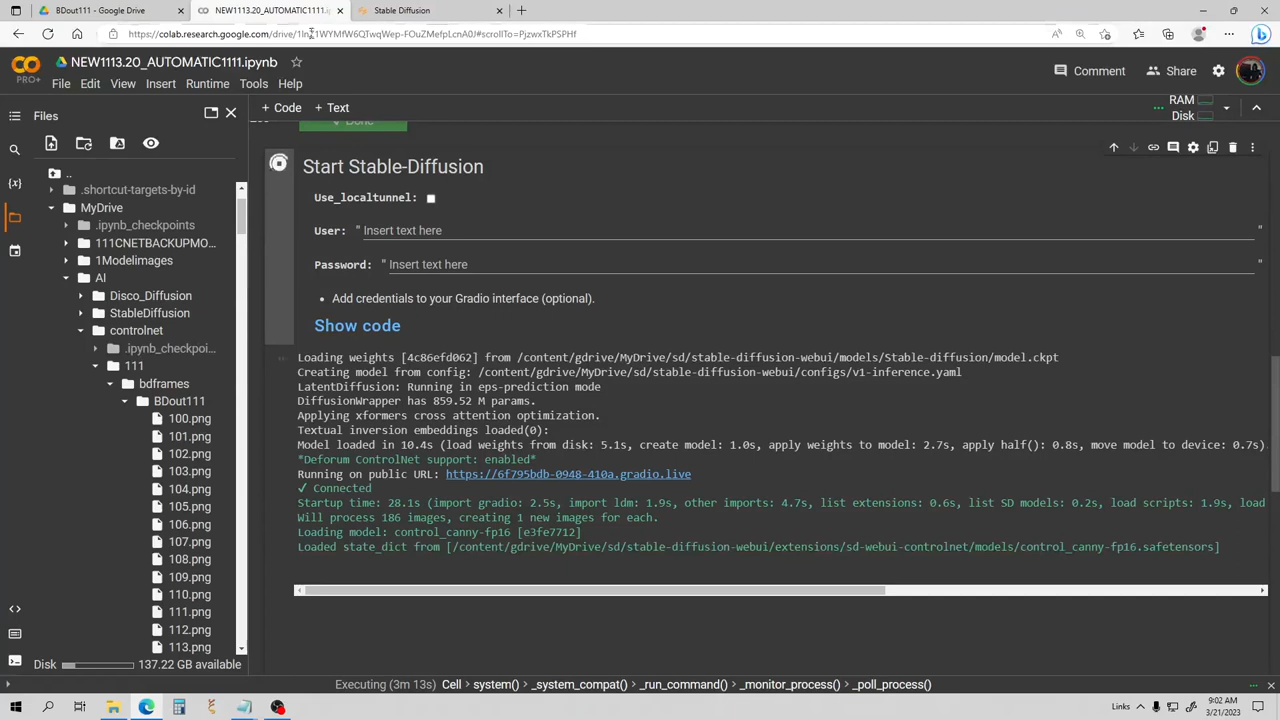 BDout111 - Google Drive
NEW1113.20_AUTOMATIC1111.i
Stable Diffusion
NEW1113.20_AUTOMATIC1111.ipynb
PRO+
File Edit View Insert Runtime Tools Help
Comment
Share
Files
+ Code + Text
RAM
Disk
Done
..
.shortcut-targets-by-id
MyDrive
.ipynb_checkpoints
111CNETBACKUPMO...
1Modelimages
AI
Disco_Diffusion
StableDiffusion
controlnet
.ipynb_checkpoi...
111
bdframes
BDout111
100.png
101.png
102.png
103.png
104.png
105.png
106.png
107.png
108.png
109.png
110.png
111.png
112.png
113.png
Disk 137.22 GB available
Start Stable-Diffusion
Use_localtunnel:
User: " Insert text here "
Password: " Insert text here "
• Add credentials to your Gradio interface (optional).
Show code
Loading weights [4c86efd062] from /content/gdrive/MyDrive/sd/stable-diffusion-webui/models/Stable-diffusion/model.ckpt
Creating model from config: /content/gdrive/MyDrive/sd/stable-diffusion-webui/configs/v1-inference.yaml
LatentDiffusion: Running in eps-prediction mode
DiffusionWrapper has 859.52 M params.
Applying xformers cross attention optimization.
Textual inversion embeddings loaded(0):
Model loaded in 10.4s (load weights from disk: 5.1s, create model: 1.0s, apply weights to model: 2.7s, apply half(): 0.8s, move model to device: 0.7s)
*Deforum ControlNet support: enabled*
Running on public URL: https://6f795bdb-0948-410a.gradio.live
✓ Connected
Startup time: 28.1s (import gradio: 2.5s, import ldm: 1.9s, other imports: 4.7s, list extensions: 0.6s, list SD models: 0.2s, load scripts: 1.9s, load
Will process 186 images, creating 1 new images for each.
Loading model: control_canny-fp16 [e3fe7712]
Loaded state_dict from [/content/gdrive/MyDrive/sd/stable-diffusion-webui/extensions/sd-webui-controlnet/models/control_canny-fp16.safetensors]
Executing (3m 13s) Cell > system() > _system_compat() > _run_command() > _monitor_process() > _poll_process()
Links
9:02 AM
3/21/2023